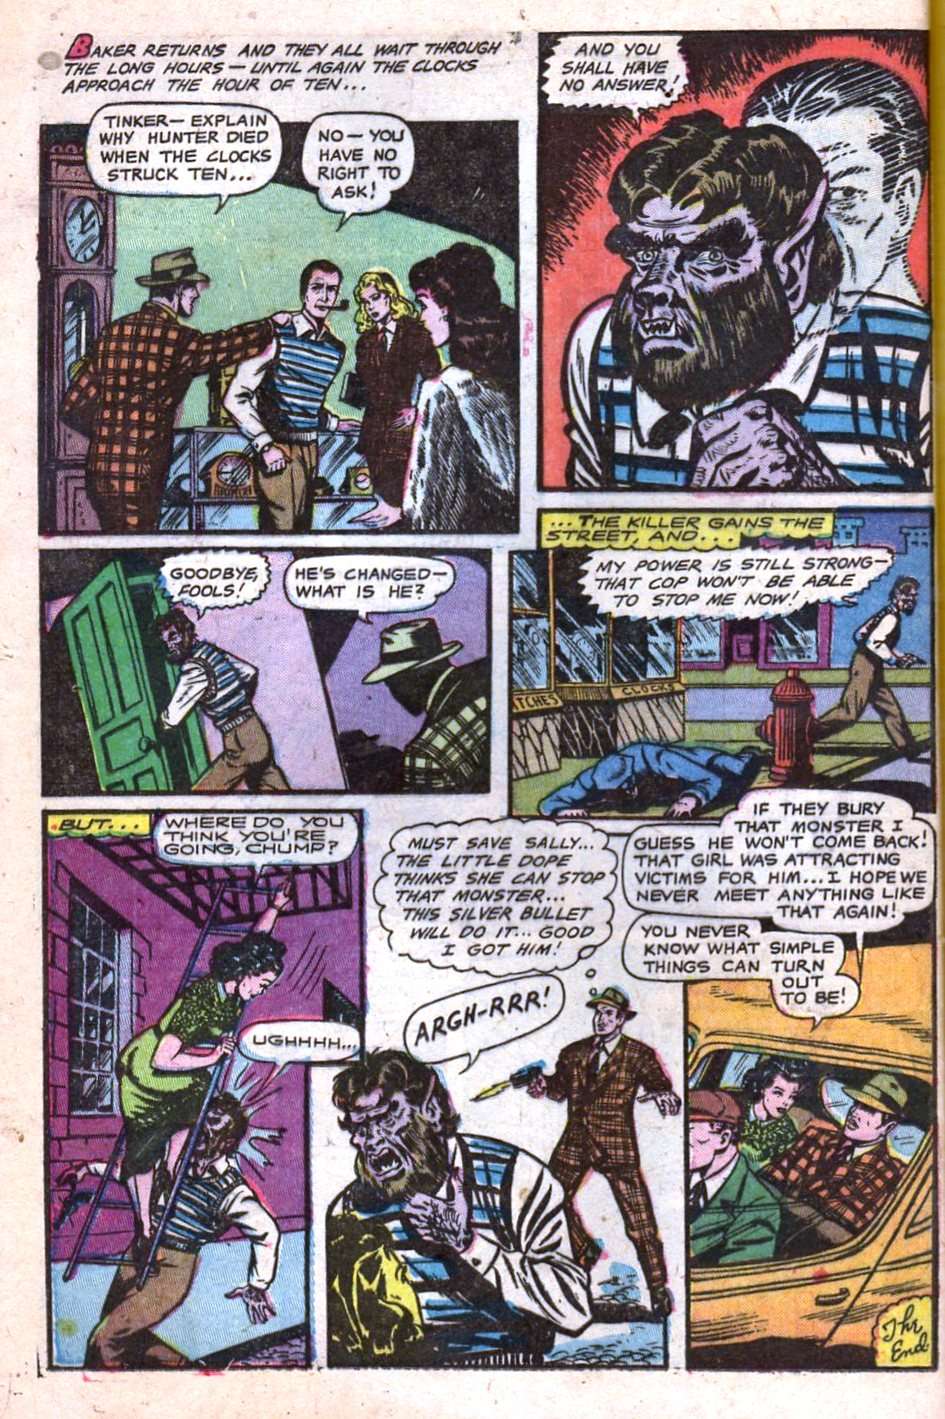 BAKER RETURNS AND THEY ALL WAIT THROUGH
THE LONG HOURS — UNTIL AGAIN THE CLOCKS
APPROACH THE HOUR OF TEN...
TINKER — EXPLAIN
WHY HUNTER DIED
WHEN THE CLOCKS
STRUCK TEN...
NO — YOU
HAVE NO
RIGHT TO
ASK!
AND YOU
SHALL HAVE
NO ANSWER!
GOODBYE,
FOOLS!
HE'S CHANGED —
WHAT IS HE?
...THE KILLER GAINS THE
STREET, AND...
MY POWER IS STILL STRONG —
THAT COP WON'T BE ABLE
TO STOP ME NOW!
CLOCKS
BUT...
WHERE DO YOU
THINK YOU'RE
GOING, CHUMP?
UGHHHH...
MUST SAVE SALLY...
THE LITTLE DOPE
THINKS SHE CAN STOP
THAT MONSTER...
THIS SILVER BULLET
WILL DO IT... GOOD
I GOT HIM!
ARGH-RRR!
IF THEY BURY
THAT MONSTER I
GUESS HE WON'T COME BACK!
THAT GIRL WAS ATTRACTING
VICTIMS FOR HIM... I HOPE WE
NEVER MEET ANYTHING LIKE
THAT AGAIN!
YOU NEVER
KNOW WHAT SIMPLE
THINGS CAN TURN
OUT
TO BE!
The
End